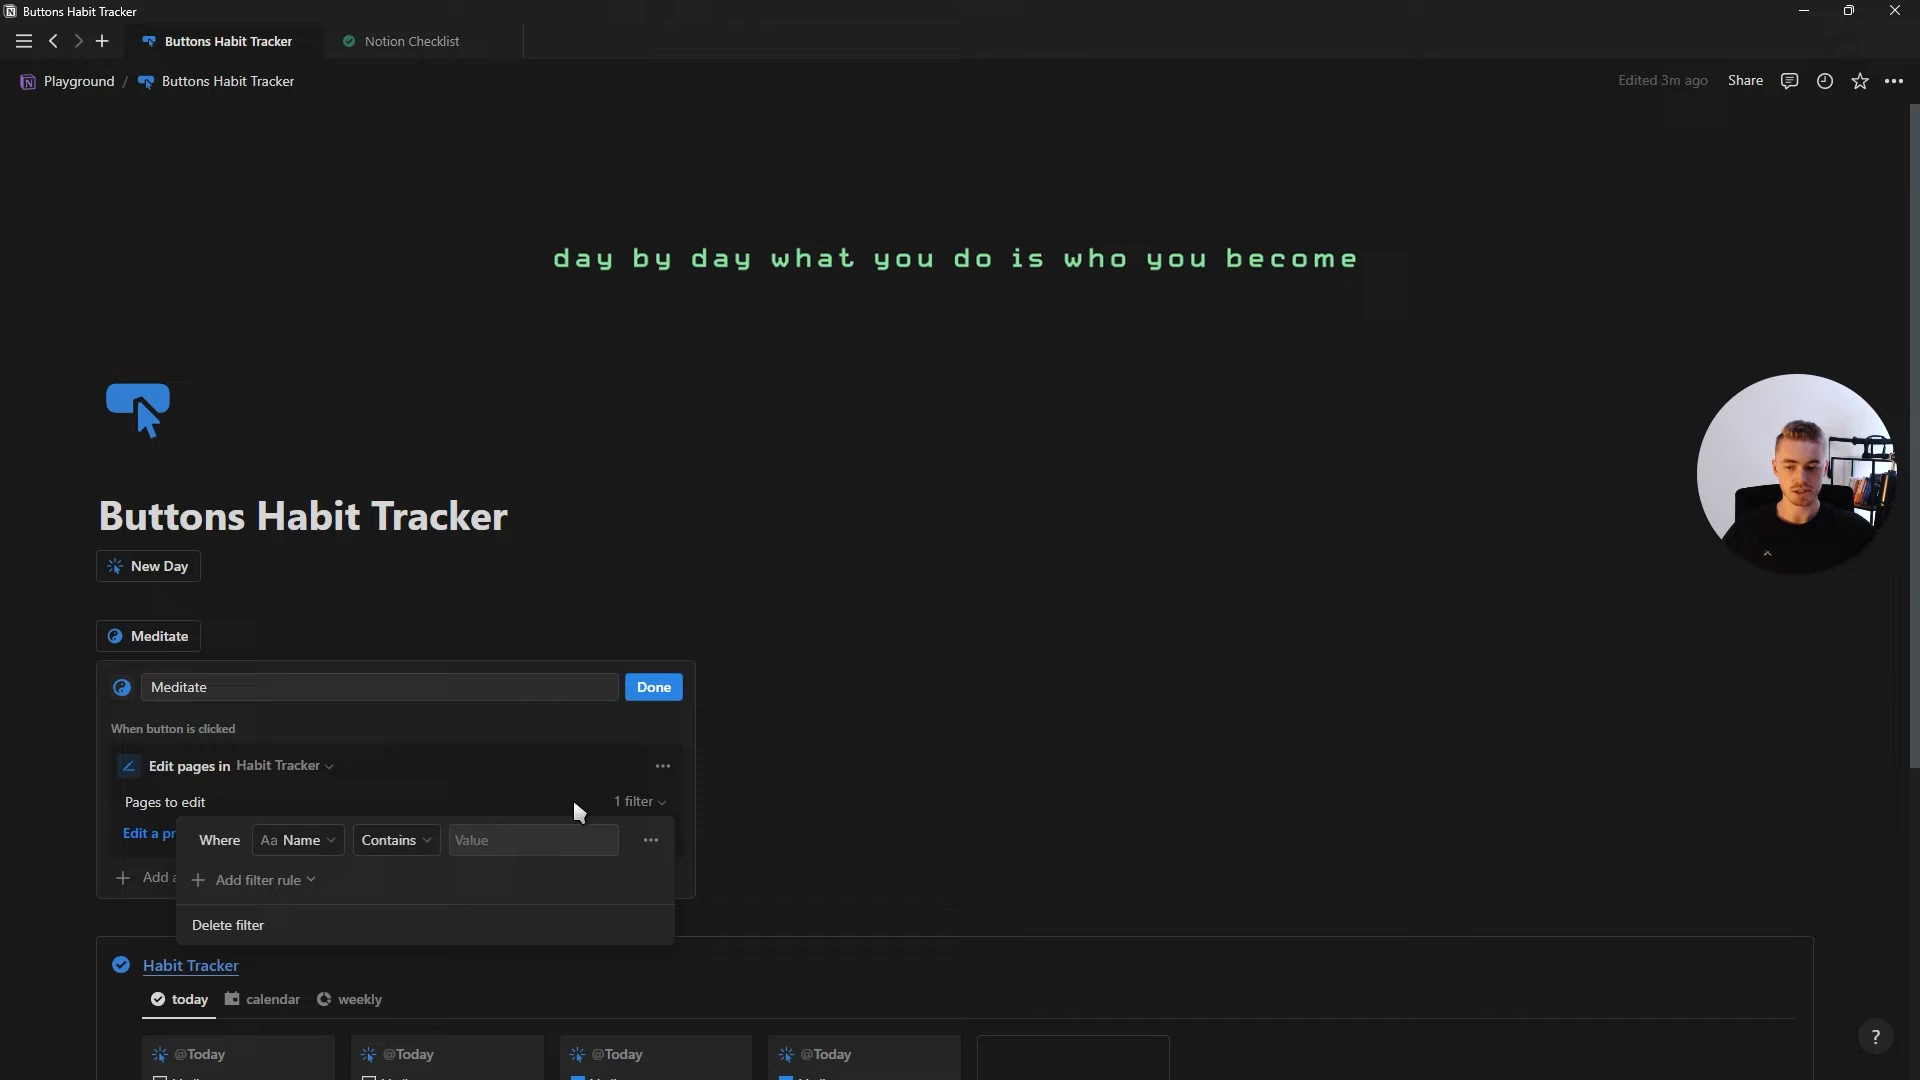 Buttons Habit Tracker
Buttons Habit Tracker
Notion Checklist
Playground / Buttons Habit Tracker
Edited 3m ago
Share
day by day what you do is who you become
Buttons Habit Tracker
New Day
Meditate
Meditate
Done
When button is clicked
Edit pages in Habit Tracker
Pages to edit
1 filter
Edit a pr
Where
Aa Name
Contains
Value
Add a
Add filter rule
Delete filter
Habit Tracker
today
calendar
weekly
@Today
@Today
@Today
@Today
?